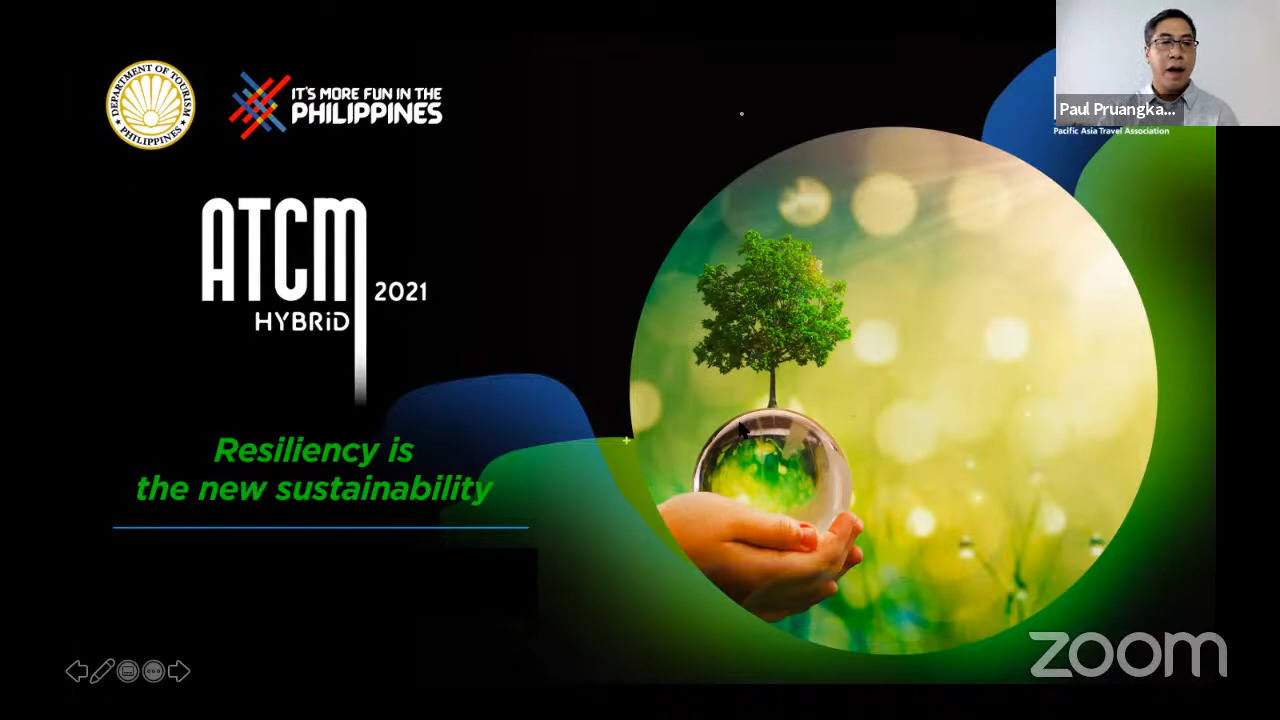 DEPARTMENT OF TOURISM
PHILIPPINES
IT'S MORE FUN IN THE
PHILIPPINES
Paul Pruangka...
Pacific Asia Travel Association
ATCM
2021
HYBRiD
Resiliency is
the new sustainability
zoom